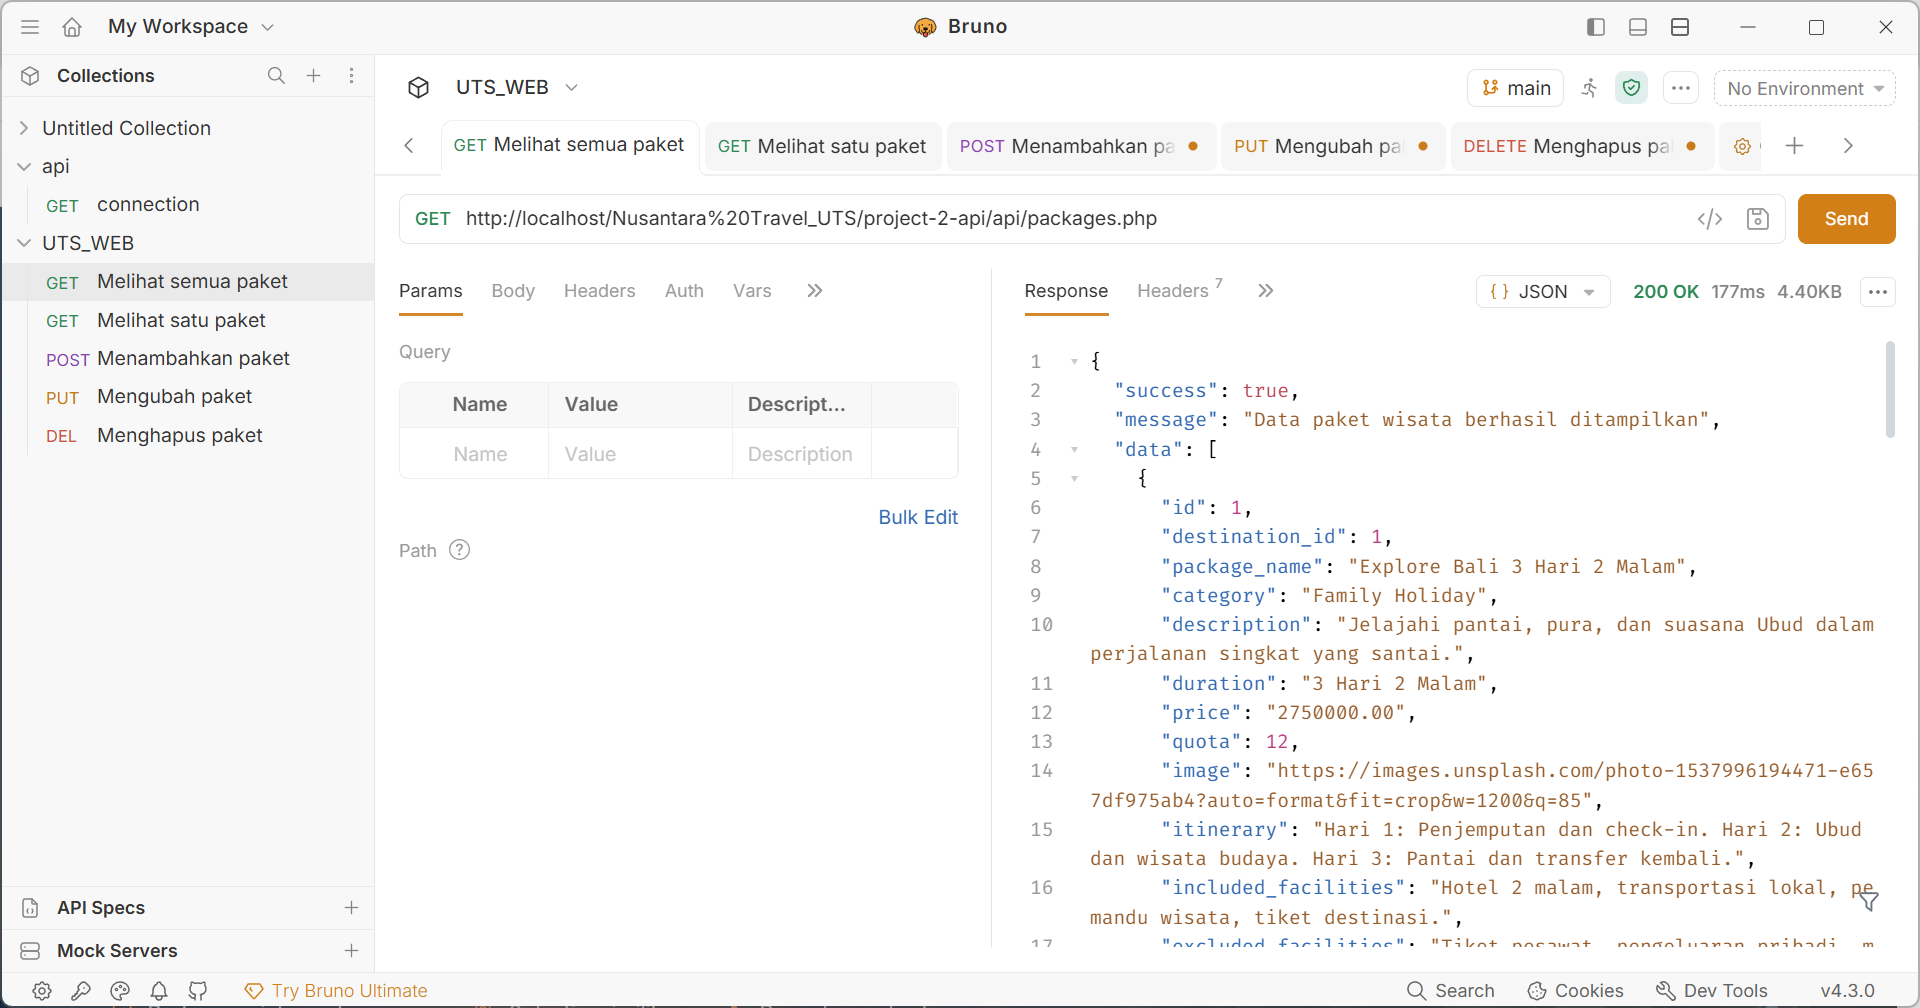 My Workspace
Bruno
Collections
Untitled Collection
api
GET connection
UTS_WEB
GET Melihat semua paket
GET Melihat satu paket
POST Menambahkan paket
PUT Mengubah paket
DEL Menghapus paket
API Specs
Mock Servers
UTS_WEB
main
No Environment
GET Melihat semua paket
GET Melihat satu paket
POST Menambahkan pa
PUT Mengubah pa
DELETE Menghapus pa
GET http://localhost/Nusantara%20Travel_UTS/project-2-api/api/packages.php
Send
Params Body Headers Auth Vars
Query
Name Value Descript...
Name Value Description
Bulk Edit
Path ?
Response Headers 7
{ } JSON 200 OK 177ms 4.40KB
1 {
2 "success": true,
3 "message": "Data paket wisata berhasil ditampilkan",
4 "data": [
5 {
6 "id": 1,
7 "destination_id": 1,
8 "package_name": "Explore Bali 3 Hari 2 Malam",
9 "category": "Family Holiday",
10 "description": "Jelajahi pantai, pura, dan suasana Ubud dalam
perjalanan singkat yang santai.",
11 "duration": "3 Hari 2 Malam",
12 "price": "2750000.00",
13 "quota": 12,
14 "image": "https://images.unsplash.com/photo-1537996194471-e65
7df975ab4?auto=format&fit=crop&w=1200&q=85",
15 "itinerary": "Hari 1: Penjemputan dan check-in. Hari 2: Ubud
dan wisata budaya. Hari 3: Pantai dan transfer kembali.",
16 "included_facilities": "Hotel 2 malam, transportasi lokal, pe
mandu wisata, tiket destinasi.",
17 "excluded_facilities": "Tiket pesawat, pengeluaran pribadi, m
Try Bruno Ultimate
Search Cookies Dev Tools v4.3.0